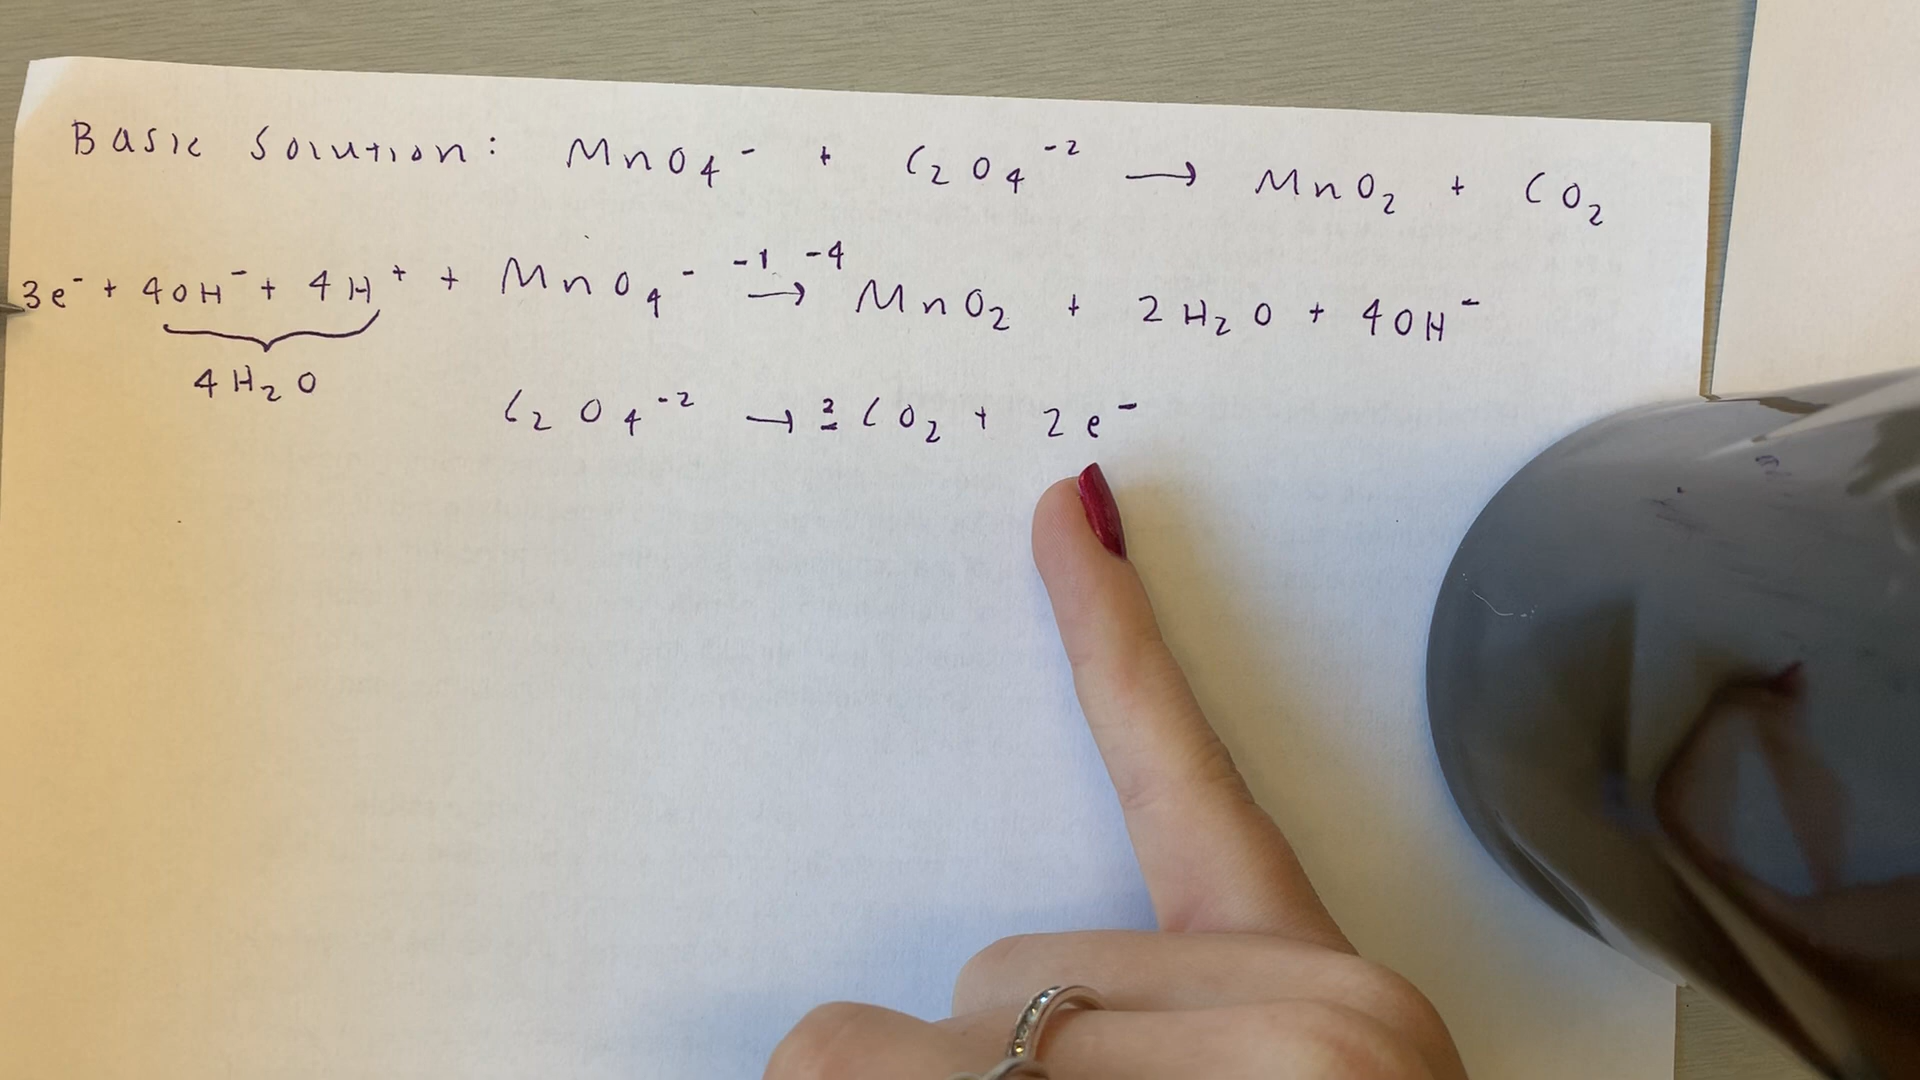 Basic Solution: MnO4- + C2O4-2 → MnO2 + CO2
3e- + 4OH- + 4H+ + MnO4- -1 → -4 MnO2 + 2H2O + 4OH-
4H2O
C2O4-2 → 2CO2 + 2e-